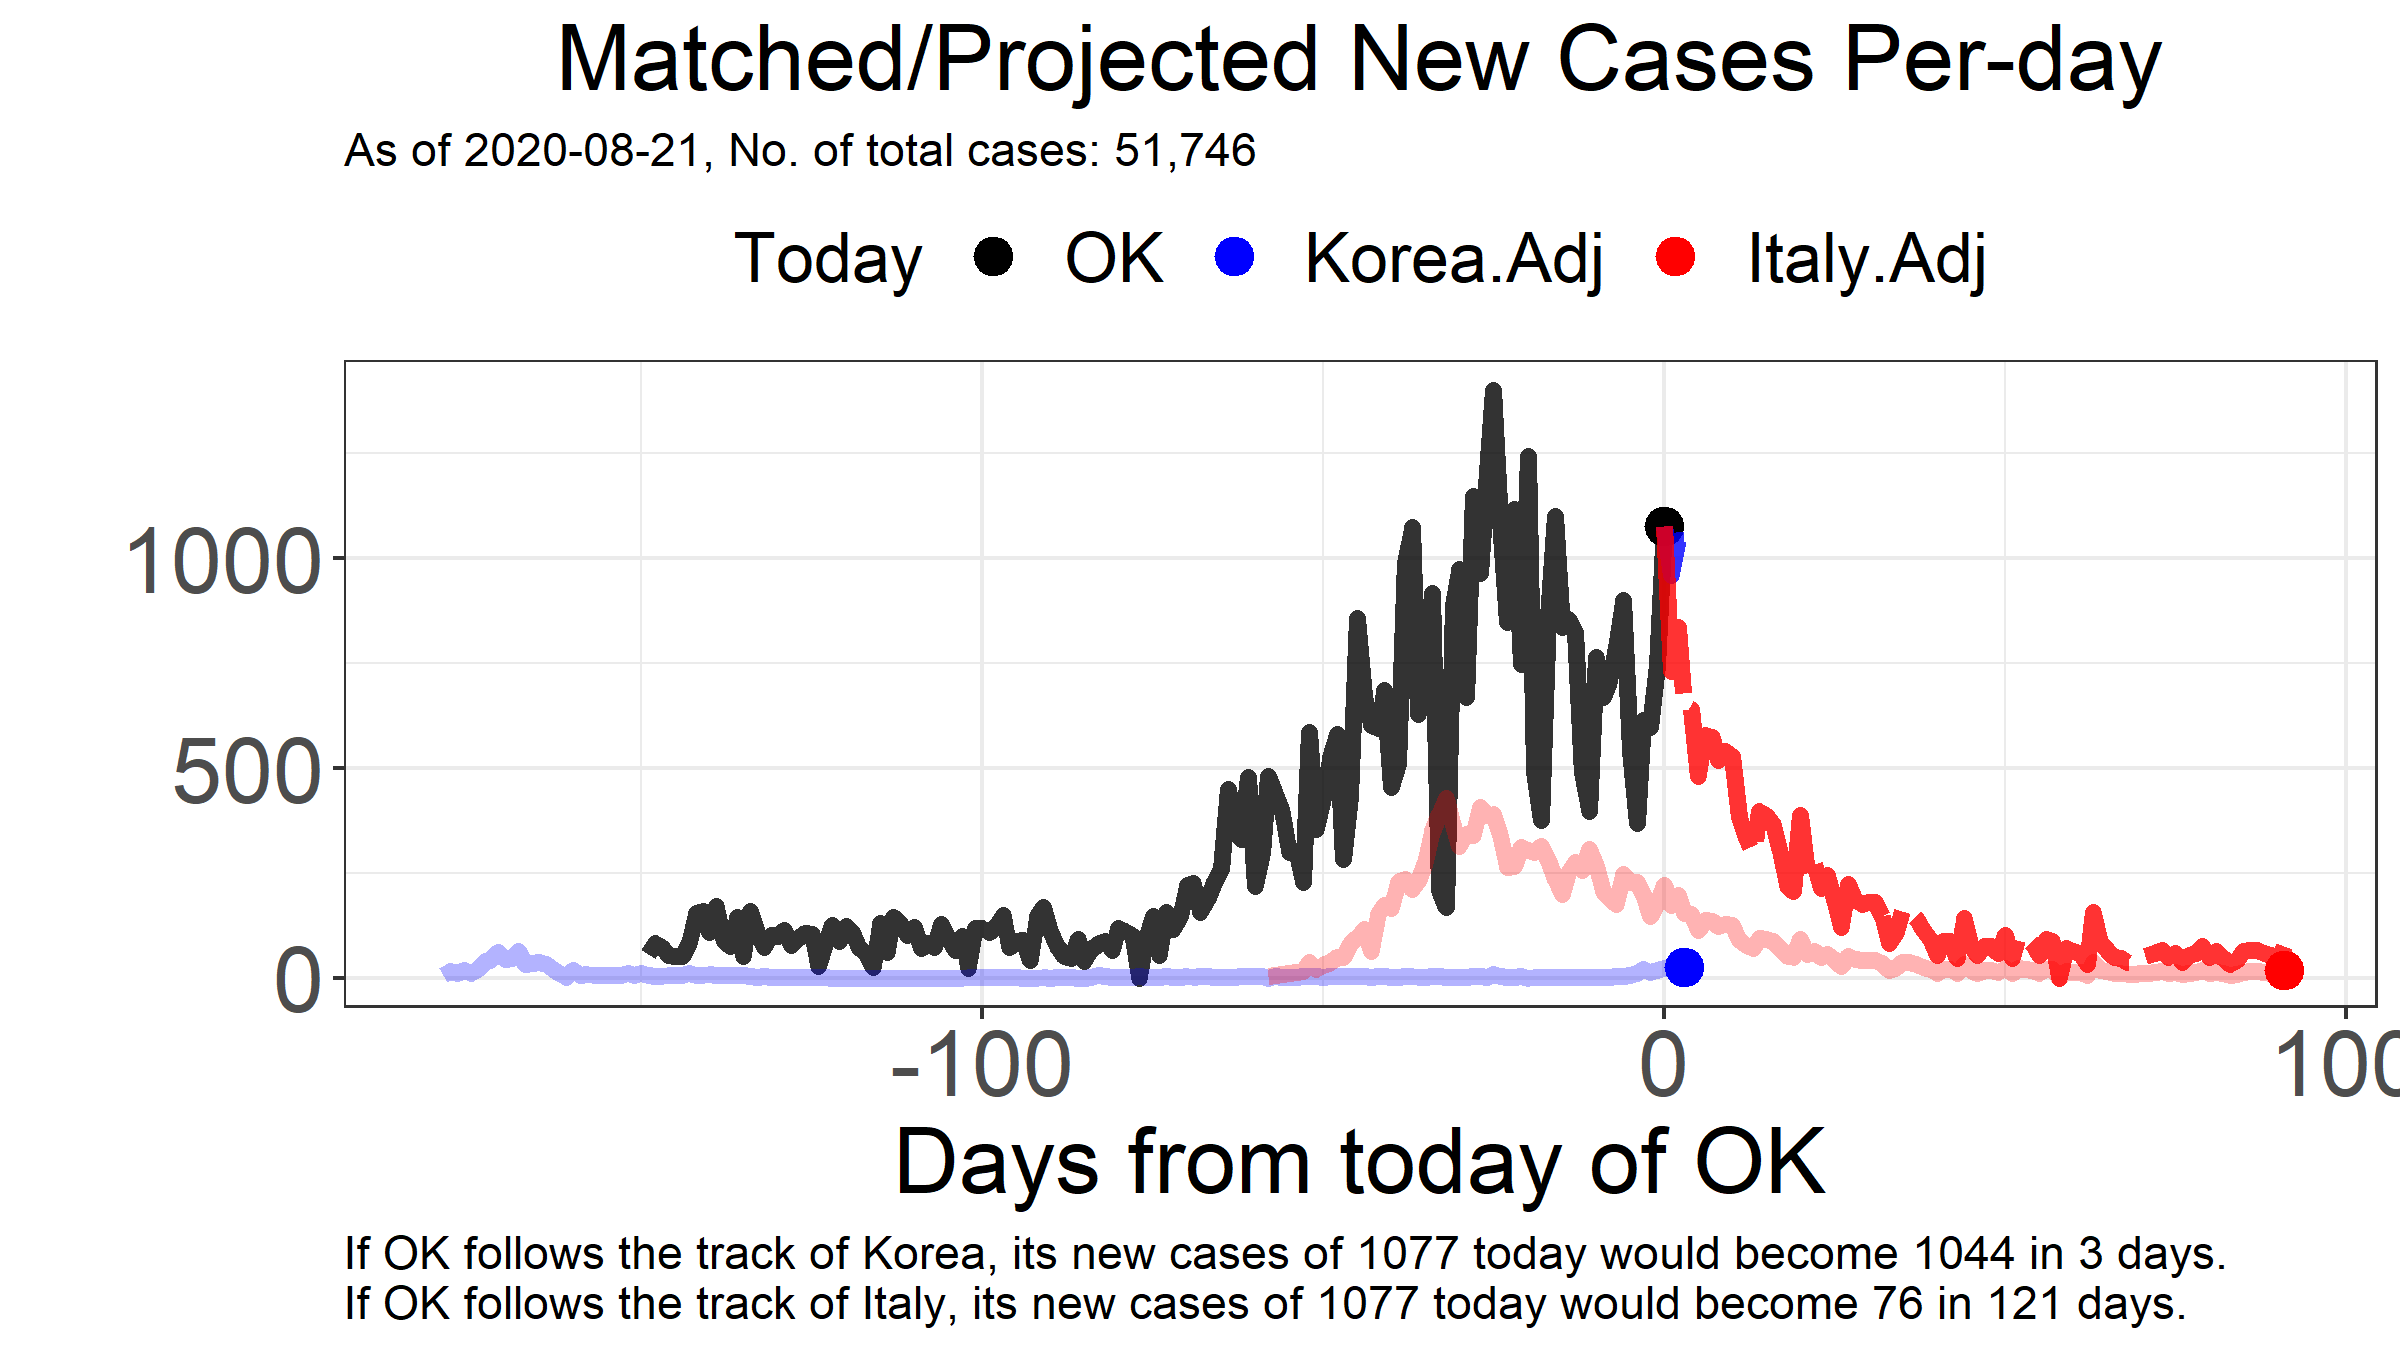 Matched/Projected New Cases Per-day
As of 2020-08-21, No. of total cases: 51,746
Today OK Korea.Adj Italy.Adj
1000
500
0
-100 0 100
Days from today of OK
If OK follows the track of Korea, its new cases of 1077 today would become 1044 in 3 days.
If OK follows the track of Italy, its new cases of 1077 today would become 76 in 121 days.